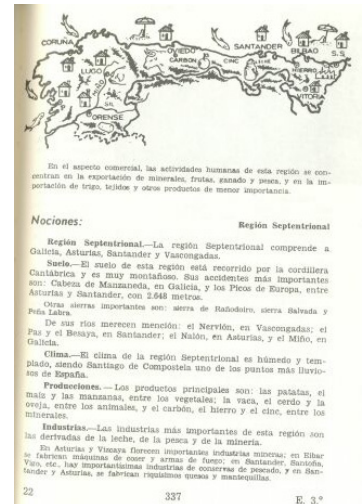 CORUÑA
LUGO
ORENSE
OVIEDO
CARBON
CINC
SANTANDER
BILBAO
S.S.
HIERRO
VITORIA
En el aspecto comercial, las actividades humanas de esta región se con-
centran en la exportación de minerales, frutas, ganado y pesca, y en la im-
portación de trigo, tejidos y otros productos de menor importancia.
Nociones:
Región Septentrional
Región Septentrional.—La región Septentrional comprende a
Galicia, Asturias, Santander y Vascongadas.
Suelo.—El suelo de esta región está recorrido por la cordillera
Cantábrica y es muy montañoso. Sus accidentes más importantes
son: Cabeza de Manzaneda, en Galicia, y los Picos de Europa, entre
Asturias y Santander, con 2.648 metros.
Otras sierras importantes son: sierra de Rañadoiro, sierra Salvada y
Peña Labra.
De sus ríos merecen mención: el Nervión, en Vascongadas; el
Pas y el Besaya, en Santander; el Nalón, en Asturias, y el Miño, en
Galicia.
Clima.—El clima de la región Septentrional es húmedo y tem-
plado, siendo Santiago de Compostela uno de los puntos más lluvio-
sos de España.
Producciones. — Los productos principales son: las patatas, el
maíz y las manzanas, entre los vegetales; la vaca, el cerdo y la
oveja, entre los animales, y el carbón, el hierro y el cinc, entre los
minerales.
Industrias.—Las industrias más importantes de esta región son
las derivadas de la leche, de la pesca y de la minería.
En Asturias y Vizcaya florecen importantes industrias mineras; en Eibar
se fabrican máquinas de coser y armas de fuego; en Santander, Santoña,
Vigo, etc., hay importantísimas industrias de conservas de pescado, y en San-
tander y Asturias, se fabrican riquísimos quesos y mantequillas.
22
337
E. 3.º